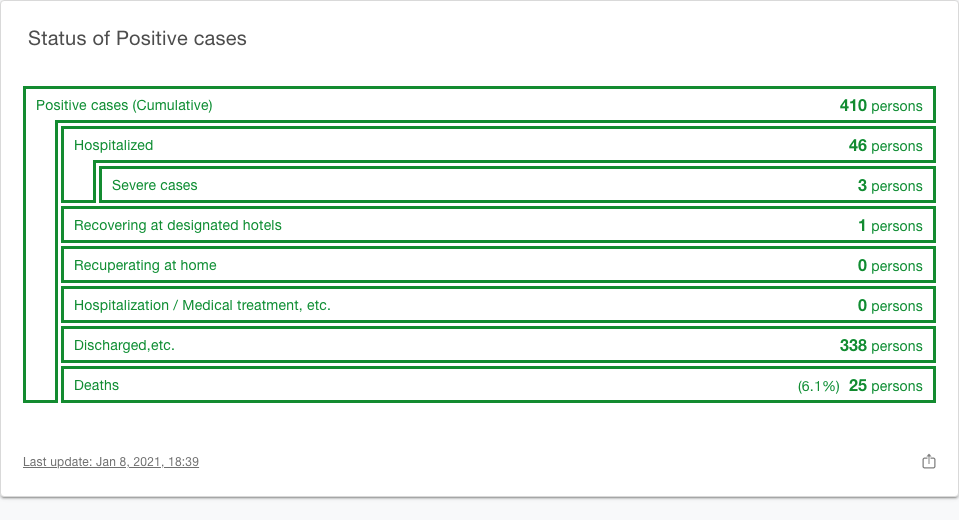 Status of Positive cases
Positive cases (Cumulative) 410 persons
Hospitalized 46 persons
Severe cases 3 persons
Recovering at designated hotels 1 persons
Recuperating at home 0 persons
Hospitalization / Medical treatment, etc. 0 persons
Discharged,etc. 338 persons
Deaths (6.1%) 25 persons
Last update: Jan 8, 2021, 18:39